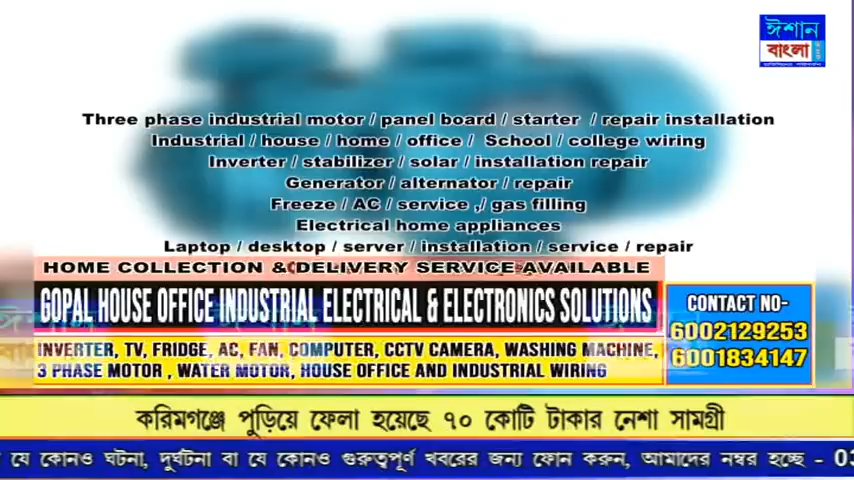 ঈশান
বাংলা
Three phase industrial motor / panel board / starter / repair installation
Industrial / house / home / office / School / college wiring
Inverter / stabilizer / solar / installation repair
Generator / alternator / repair
Freeze / AC / service ,/ gas filling
Electrical home appliances
Laptop / desktop / server / installation / service / repair
HOME COLLECTION & DELIVERY SERVICE AVAILABLE
GOPAL HOUSE OFFICE INDUSTRIAL ELECTRICAL & ELECTRONICS SOLUTIONS
INVERTER, TV, FRIDGE, AC, FAN, COMPUTER, CCTV CAMERA, WASHING MACHINE,
3 PHASE MOTOR , WATER MOTOR, HOUSE OFFICE AND INDUSTRIAL WIRING
CONTACT NO-
6002129253
6001834147
করিমগঞ্জে পুড়িয়ে ফেলা হয়েছে ৭০ কোটি টাকার নেশা সামগ্রী
যে কোনও ঘটনা, দুর্ঘটনা বা যে কোনও গুরুত্বপূর্ণ খবরের জন্য ফোন করুন, আমাদের নম্বর হচ্ছে - 03